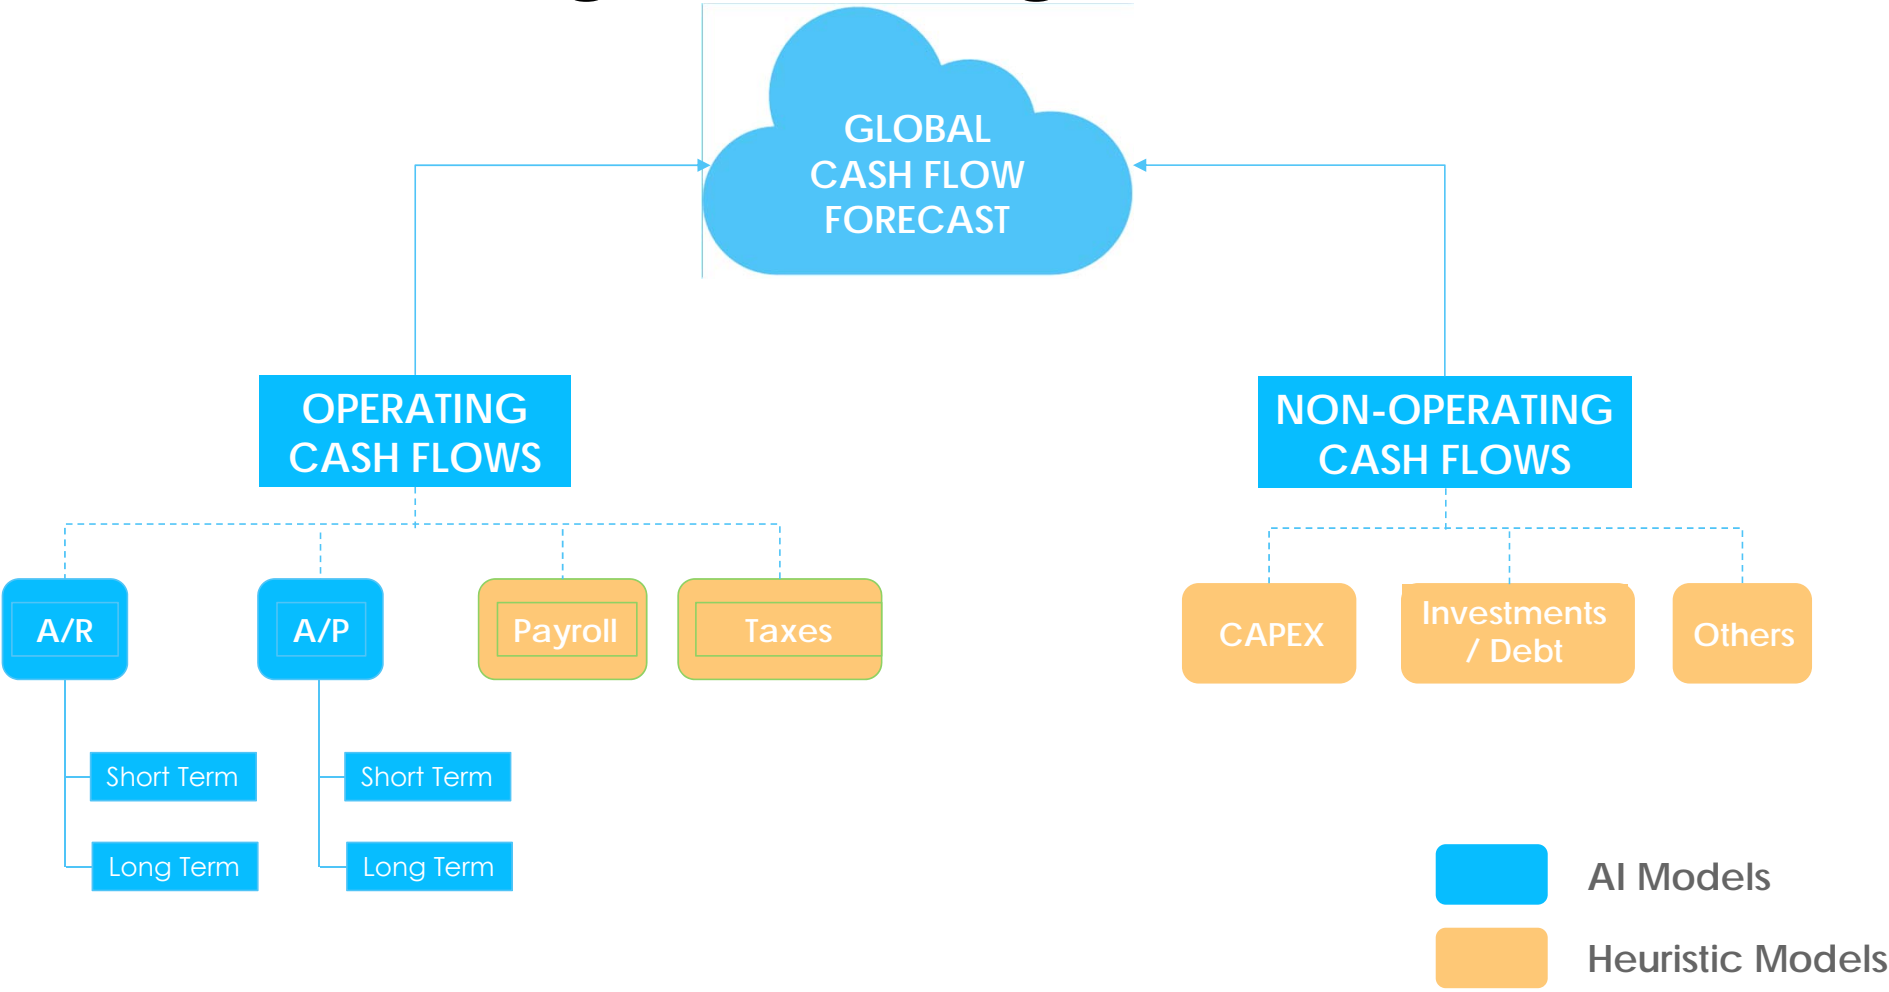 GLOBAL
CASH FLOW
FORECAST
OPERATING
CASH FLOWS
NON-OPERATING
CASH FLOWS
A/R
A/P
Payroll
Taxes
CAPEX
Investments
/ Debt
Others
Short Term
Short Term
Long Term
Long Term
AI Models
Heuristic Models